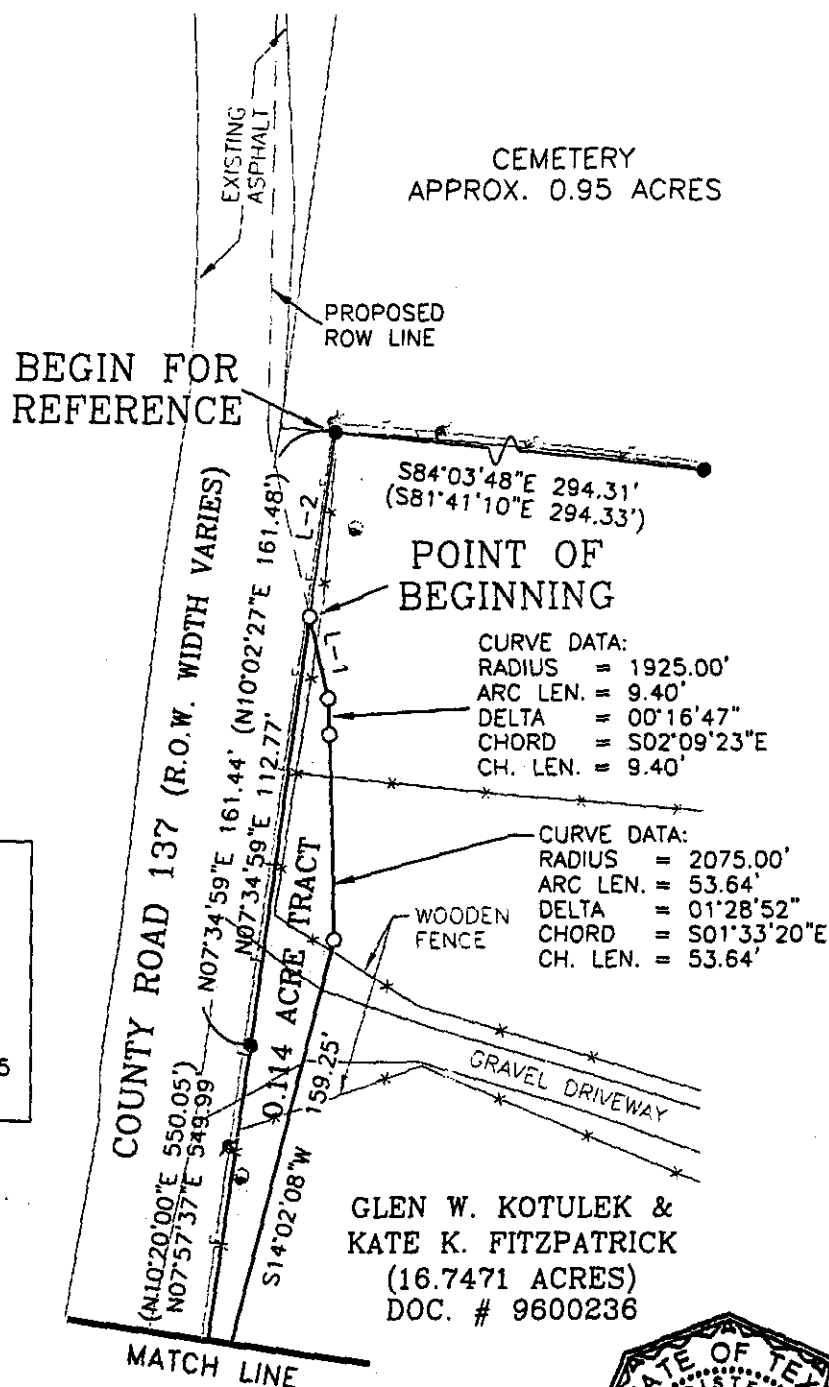 EXISTING
ASPHALT
CEMETERY
APPROX. 0.95 ACRES
PROPOSED
ROW LINE
BEGIN FOR
REFERENCE
S84°03'48"E 294.31'
(S81°41'10"E 294.33')
L-2
POINT OF
BEGINNING
L-1
CURVE DATA:
RADIUS = 1925.00'
ARC LEN. = 9.40'
DELTA = 00°16'47"
CHORD = S02°09'23"E
CH. LEN. = 9.40'
CURVE DATA:
RADIUS = 2075.00'
ARC LEN. = 53.64'
DELTA = 01°28'52"
CHORD = S01°33'20"E
CH. LEN. = 53.64'
COUNTY ROAD 137 (R.O.W. WIDTH VARIES)
N07°34'59"E 161.44' (N10°02'27"E 161.48')
N07°34'59"E 112.77'
0.114 ACRE TRACT
WOODEN
FENCE
GRAVEL DRIVEWAY
(N10°20'00"E 550.05')
N07°57'37"E 549.99'
S14°02'08"W 159.25'
GLEN W. KOTULEK &
KATE K. FITZPATRICK
(16.7471 ACRES)
DOC. # 9600236
MATCH LINE
OF TEX